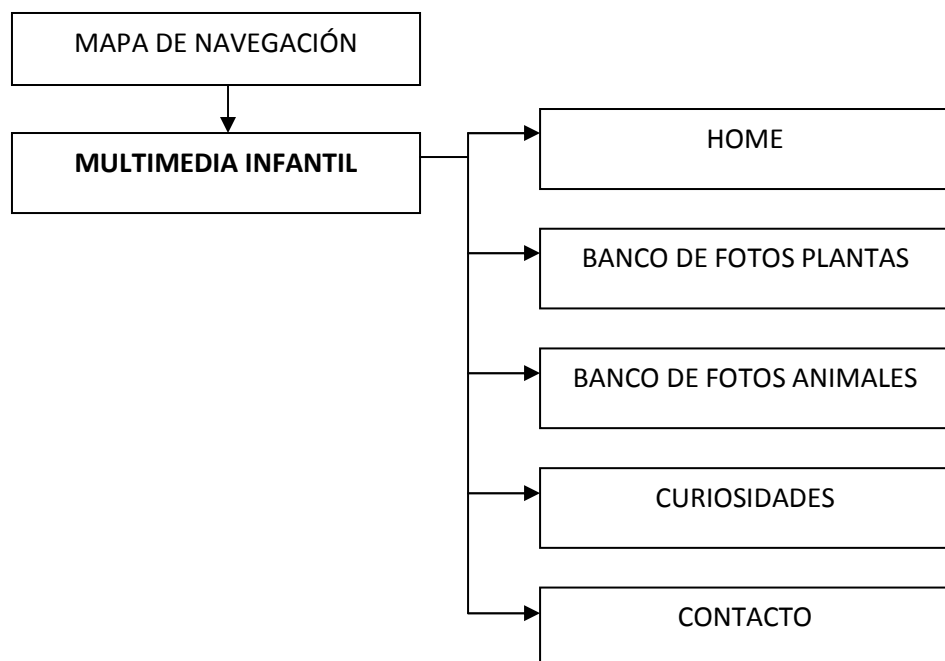 MAPA DE NAVEGACIÓN
MULTIMEDIA INFANTIL
HOME
BANCO DE FOTOS PLANTAS
BANCO DE FOTOS ANIMALES
CURIOSIDADES
CONTACTO